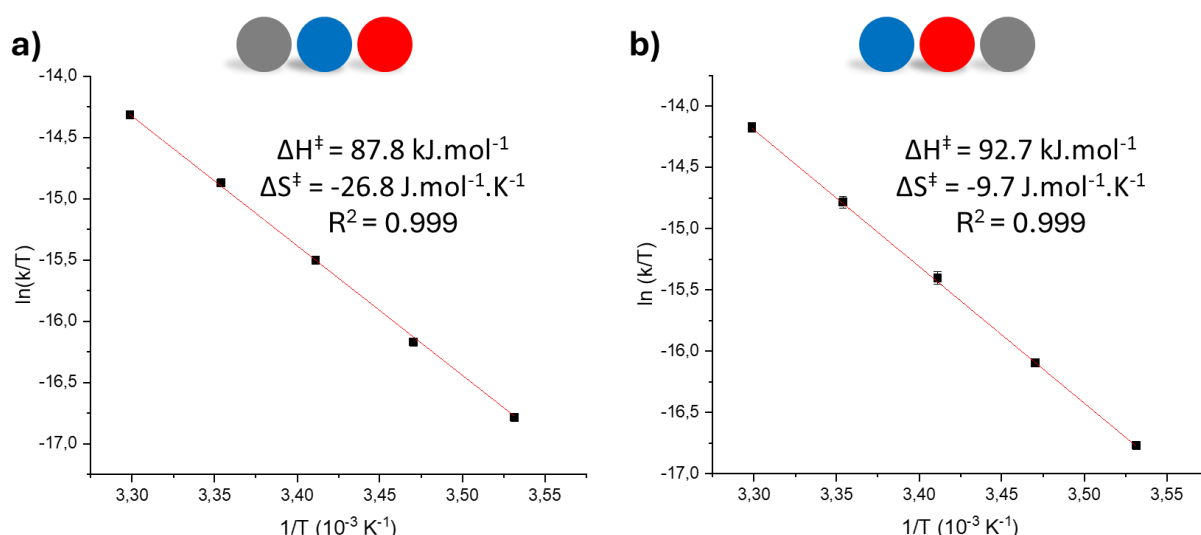 a)
-14,0
-14,5
-15,0
-15,5
-16,0
-16,5
-17,0
ln(k/T)
ΔH‡ = 87.8 kJ.mol⁻¹
ΔS‡ = -26.8 J.mol⁻¹.K⁻¹
R² = 0.999
3,30 3,35 3,40 3,45 3,50 3,55
1/T (10⁻³ K⁻¹)
b)
-14,0
-14,5
-15,0
-15,5
-16,0
-16,5
-17,0
ln (k/T)
ΔH‡ = 92.7 kJ.mol⁻¹
ΔS‡ = -9.7 J.mol⁻¹.K⁻¹
R² = 0.999
3,30 3,35 3,40 3,45 3,50 3,55
1/T (10⁻³ K⁻¹)